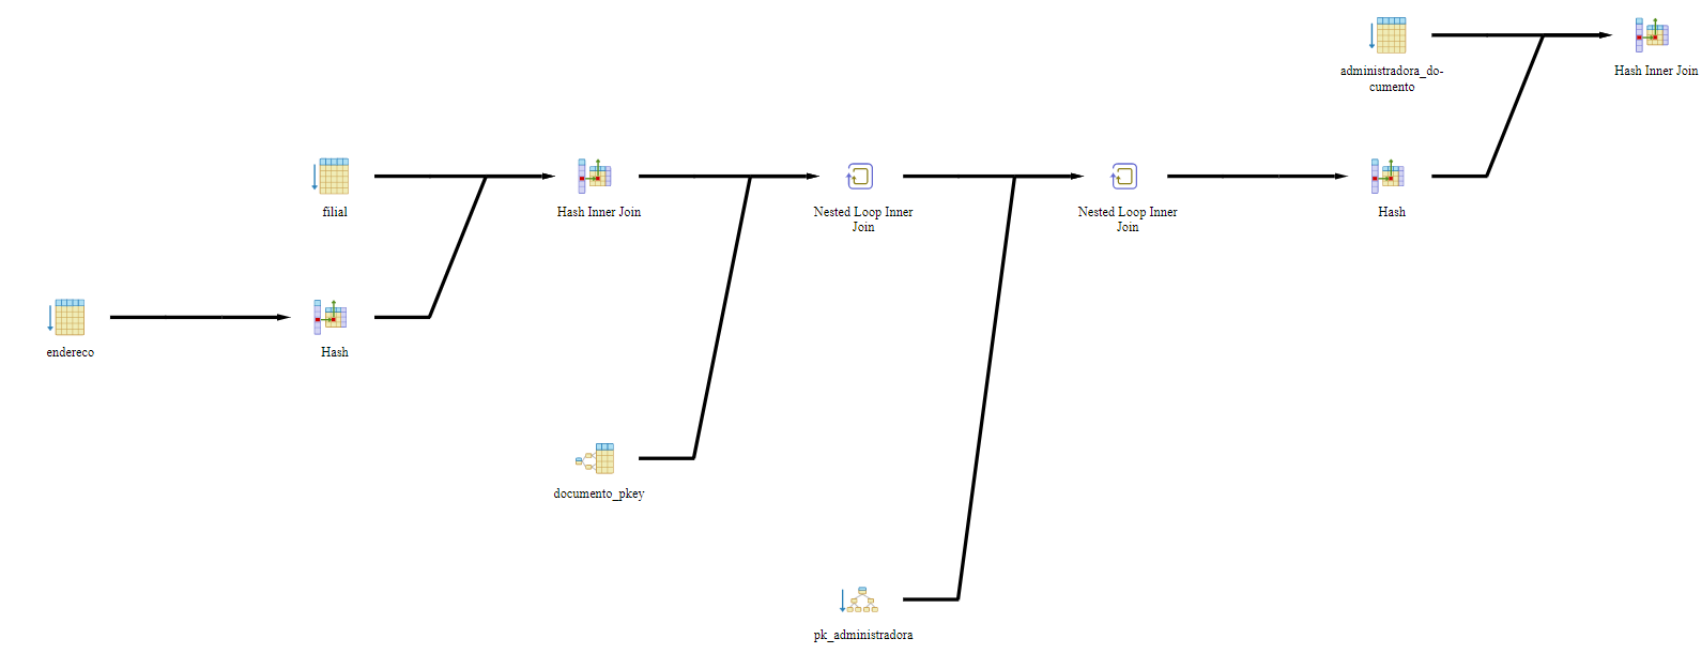 administradora_do-
cumento
Hash Inner Join
filial
Hash Inner Join
Nested Loop Inner
Join
Nested Loop Inner
Join
Hash
endereco
Hash
documento_pkey
pk_administradora